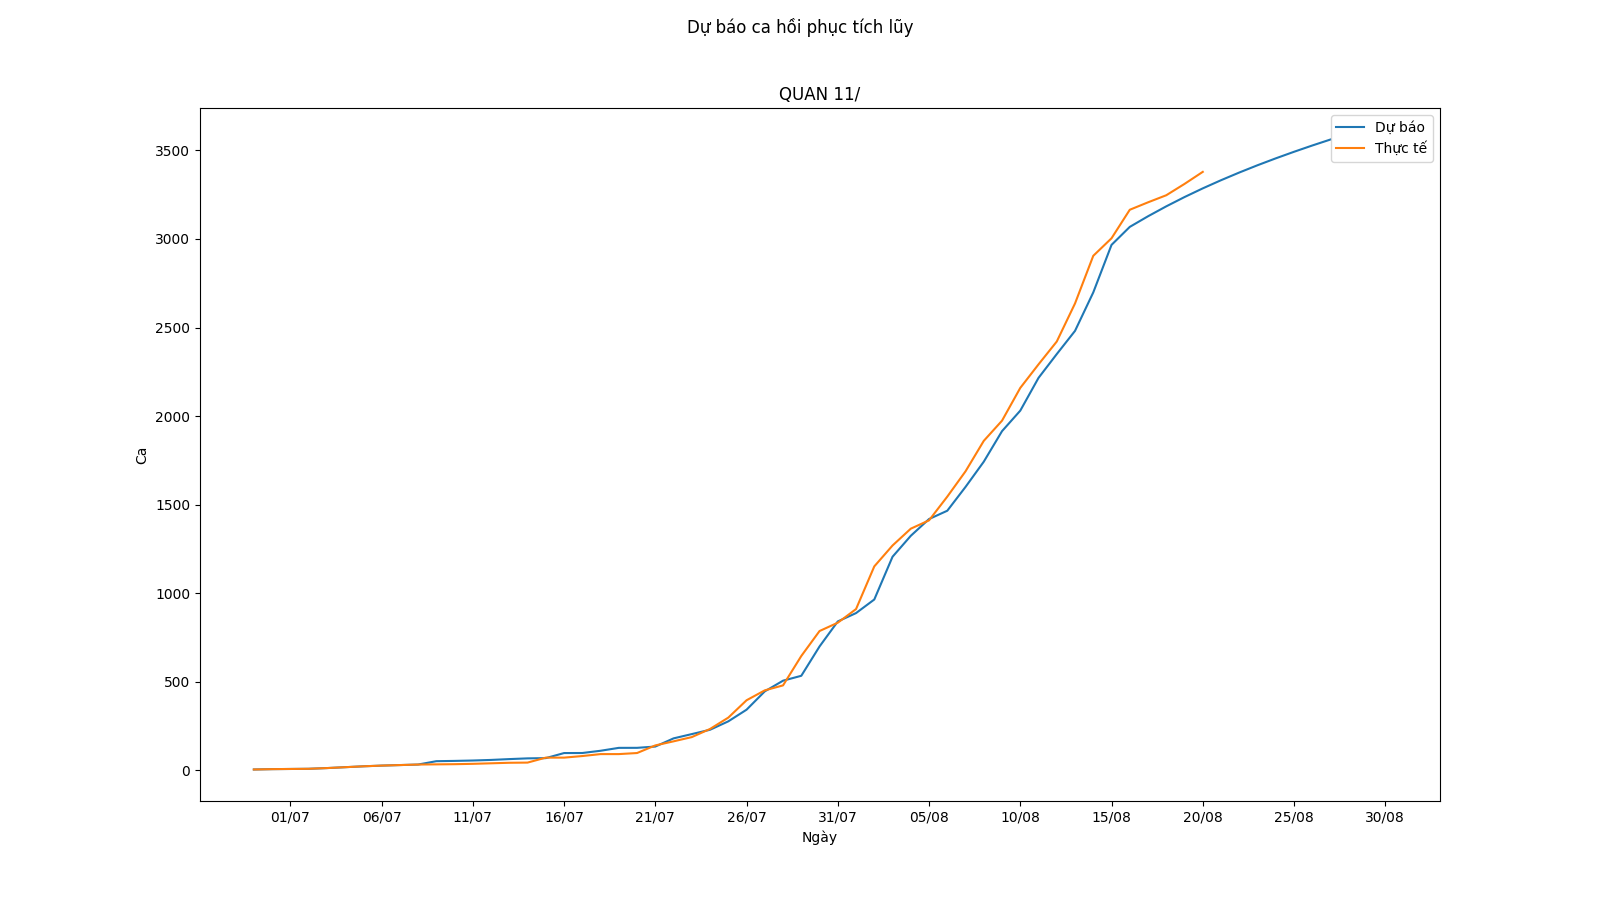 Dự báo ca hồi phục tích lũy
QUAN 11/
Dự báo
Thực tế
3500
3000
2500
2000
1500
1000
500
0
Ca
01/07 06/07 11/07 16/07 21/07 26/07 31/07 05/08 10/08 15/08 20/08 25/08 30/08
Ngày